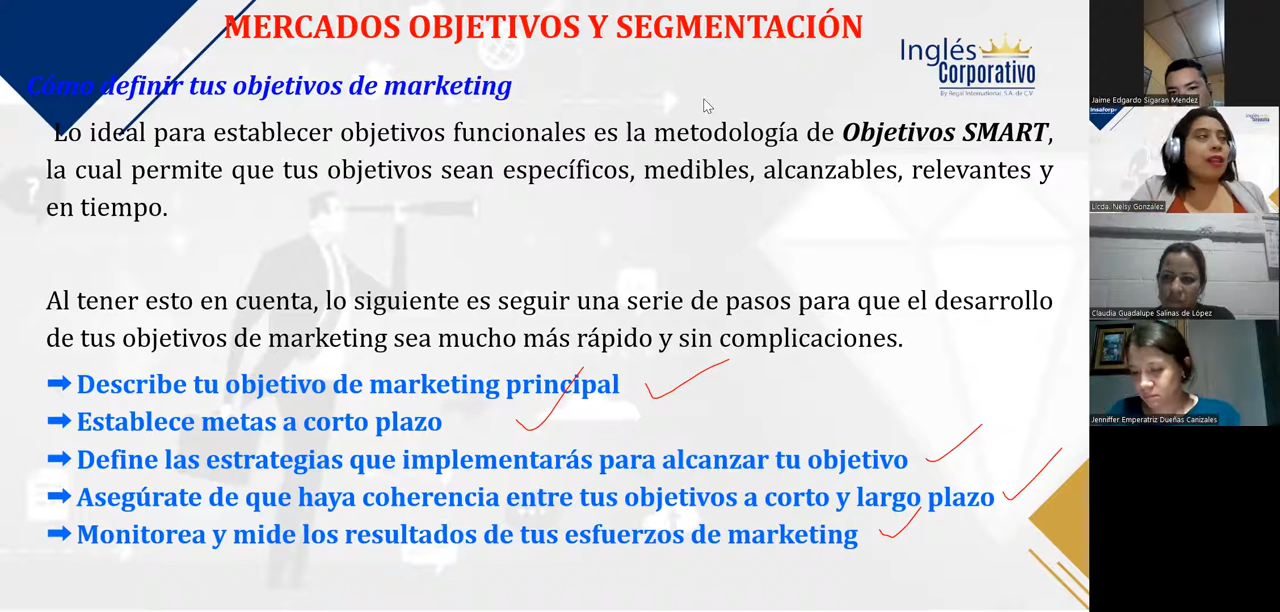 MERCADOS OBJETIVOS Y SEGMENTACIÓN
Inglés
Corporativo
By Regal International, S.A. de C.V
Cómo definir tus objetivos de marketing
Lo ideal para establecer objetivos funcionales es la metodología de Objetivos SMART,
la cual permite que tus objetivos sean específicos, medibles, alcanzables, relevantes y
en tiempo.
Al tener esto en cuenta, lo siguiente es seguir una serie de pasos para que el desarrollo
de tus objetivos de marketing sea mucho más rápido y sin complicaciones.
➡ Describe tu objetivo de marketing principal
➡ Establece metas a corto plazo
➡ Define las estrategias que implementarás para alcanzar tu objetivo
➡ Asegúrate de que haya coherencia entre tus objetivos a corto y largo plazo
➡ Monitorea y mide los resultados de tus esfuerzos de marketing
Jaime Edgardo Sigaran Mendez
Insaforp
Licda. Nelsy González
Claudia Guadalupe Salinas de López
Jenniffer Emperatriz Dueñas Canizales